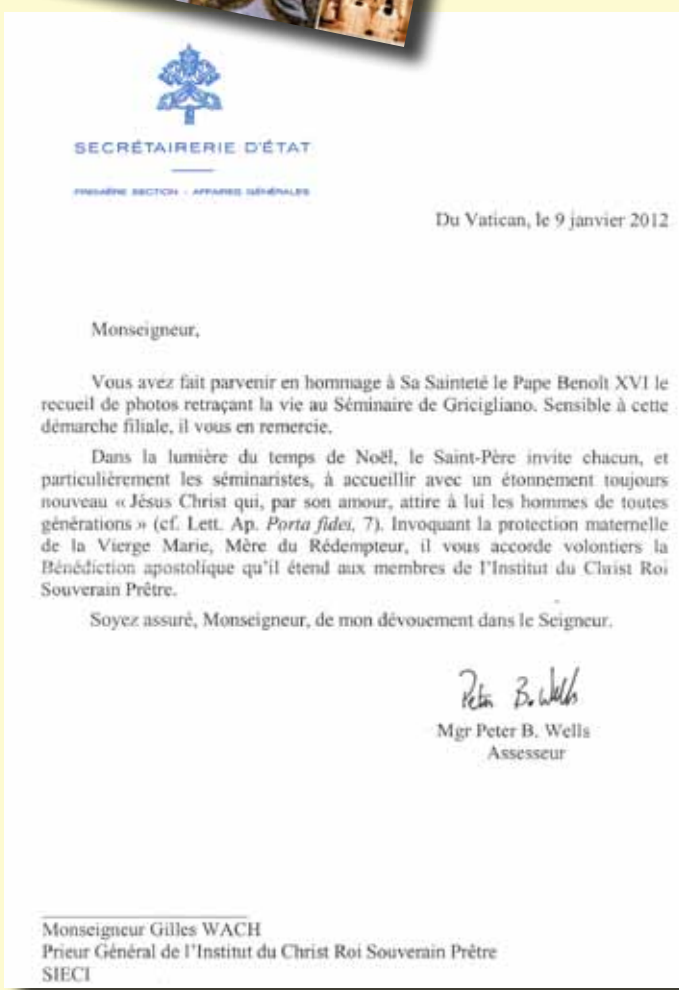 SECRÉTAIRERIE D'ÉTAT
PREMIÈRE SECTION - AFFAIRES GÉNÉRALES
Du Vatican, le 9 janvier 2012
Monseigneur,
Vous avez fait parvenir en hommage à Sa Sainteté le Pape Benoît XVI le
recueil de photos retraçant la vie au Séminaire de Gricigliano. Sensible à cette
démarche filiale, il vous en remercie.
Dans la lumière du temps de Noël, le Saint-Père invite chacun, et
particulièrement les séminaristes, à accueillir avec un étonnement toujours
nouveau « Jésus Christ qui, par son amour, attire à lui les hommes de toutes
générations » (cf. Lett. Ap. Porta fidei, 7). Invoquant la protection maternelle
de la Vierge Marie, Mère du Rédempteur, il vous accorde volontiers la
Bénédiction apostolique qu'il étend aux membres de l'Institut du Christ Roi
Souverain Prêtre.
Soyez assuré, Monseigneur, de mon dévouement dans le Seigneur.
Peter B. Wells
Mgr Peter B. Wells
Assesseur
Monseigneur Gilles WACH
Prieur Général de l'Institut du Christ Roi Souverain Prêtre
SIECI